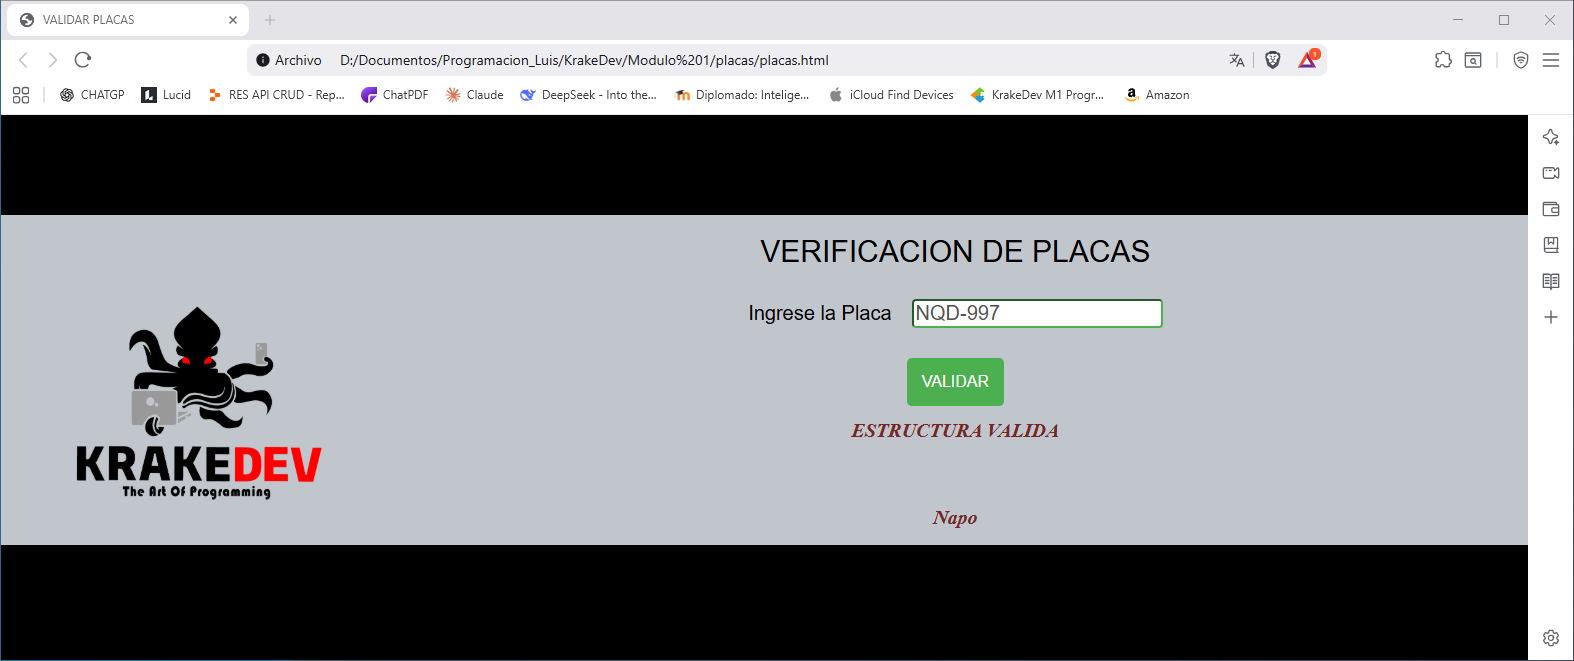 VALIDAR PLACAS
Archivo D:/Documentos/Programacion_Luis/KrakeDev/Modulo%201/placas/placas.html
1
CHATGP Lucid RES API CRUD - Rep... ChatPDF Claude DeepSeek - Into the... Diplomado: Intelige... iCloud Find Devices KrakeDev M1 Progr... Amazon
VERIFICACION DE PLACAS
Ingrese la Placa NQD-997
VALIDAR
ESTRUCTURA VALIDA
KRAKEDEV
The Art Of Programming
Napo